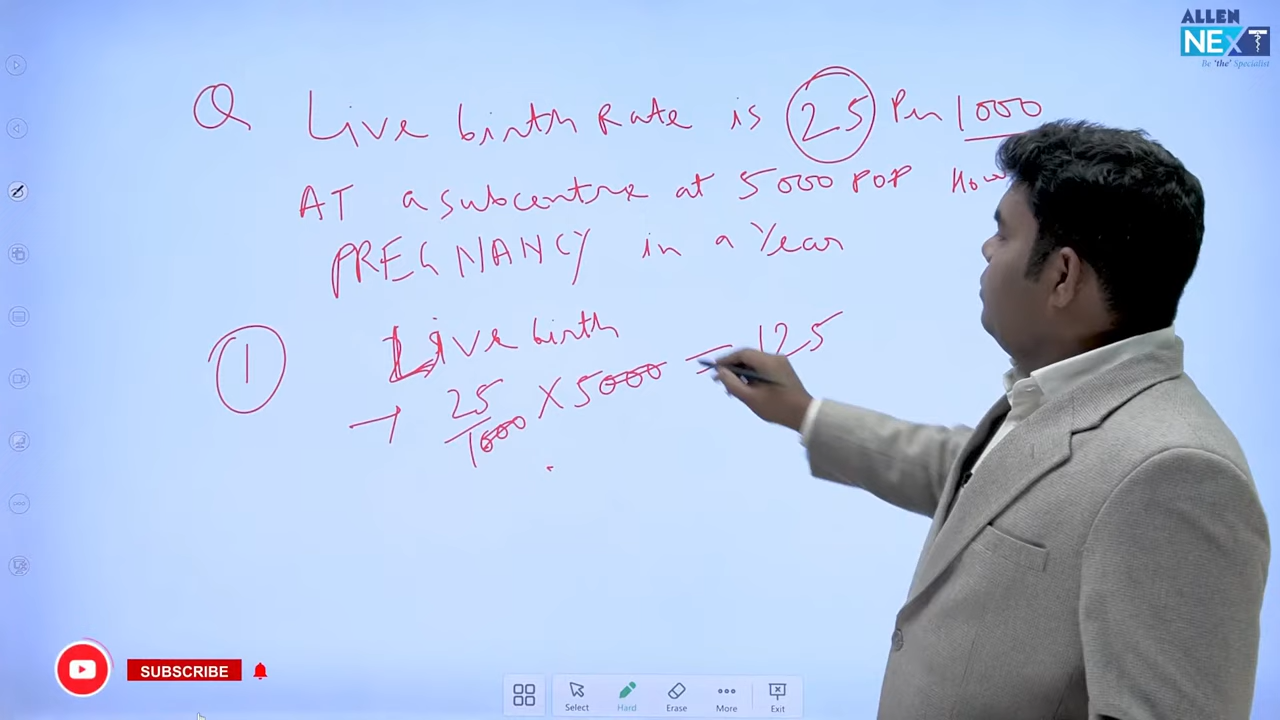 ALLEN
NEXT
Be 'the' Specialist
Q Live birth Rate is 25 Per 1000
AT a subcentre at 5000 POP How
PREGNANCY in a Year
1 Live birth
→ 25/1000 × 5000 = 125
SUBSCRIBE
Select Hard Erase More Exit